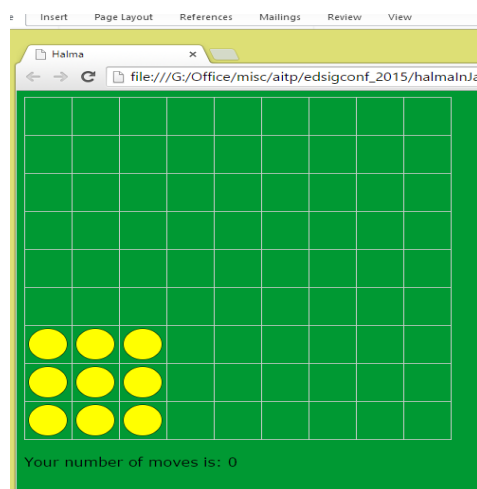 Insert Page Layout References Mailings Review View
Halma
file:///G:/Office/misc/aitp/edsigconf_2015/halmaInJa
Your number of moves is: 0